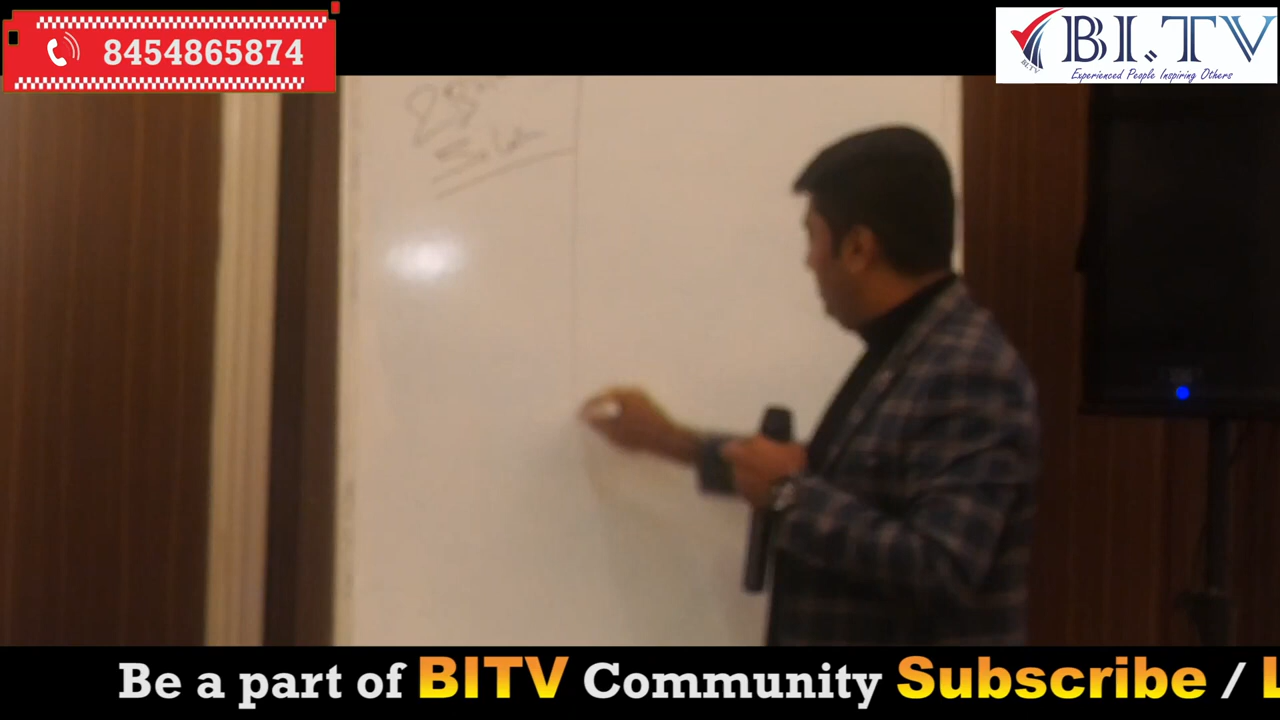 8454865874
BI.TV
Experienced People Inspiring Others
Be a part of BITV Community Subscribe / L